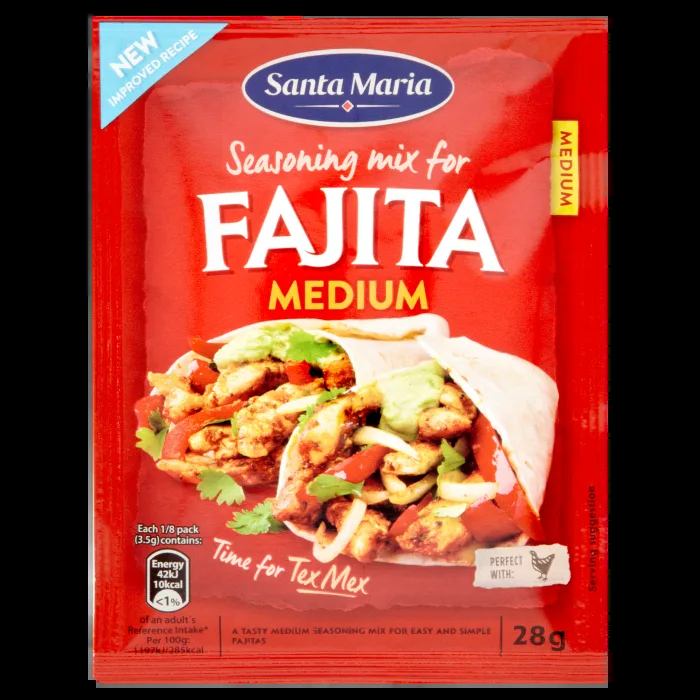 NEW
IMPROVED RECIPE
Santa Maria
Seasoning mix for
FAJITA
MEDIUM
MEDIUM
Each 1/8 pack
(3.5g) contains:
Energy
42kJ
10kcal
<1%
of an adult's
Reference Intake*
Per 100g:
1197kJ/285kcal
Time for Tex Mex
PERFECT
WITH:
Serving suggestion
A TASTY MEDIUM SEASONING MIX FOR EASY AND SIMPLE
FAJITAS
28g